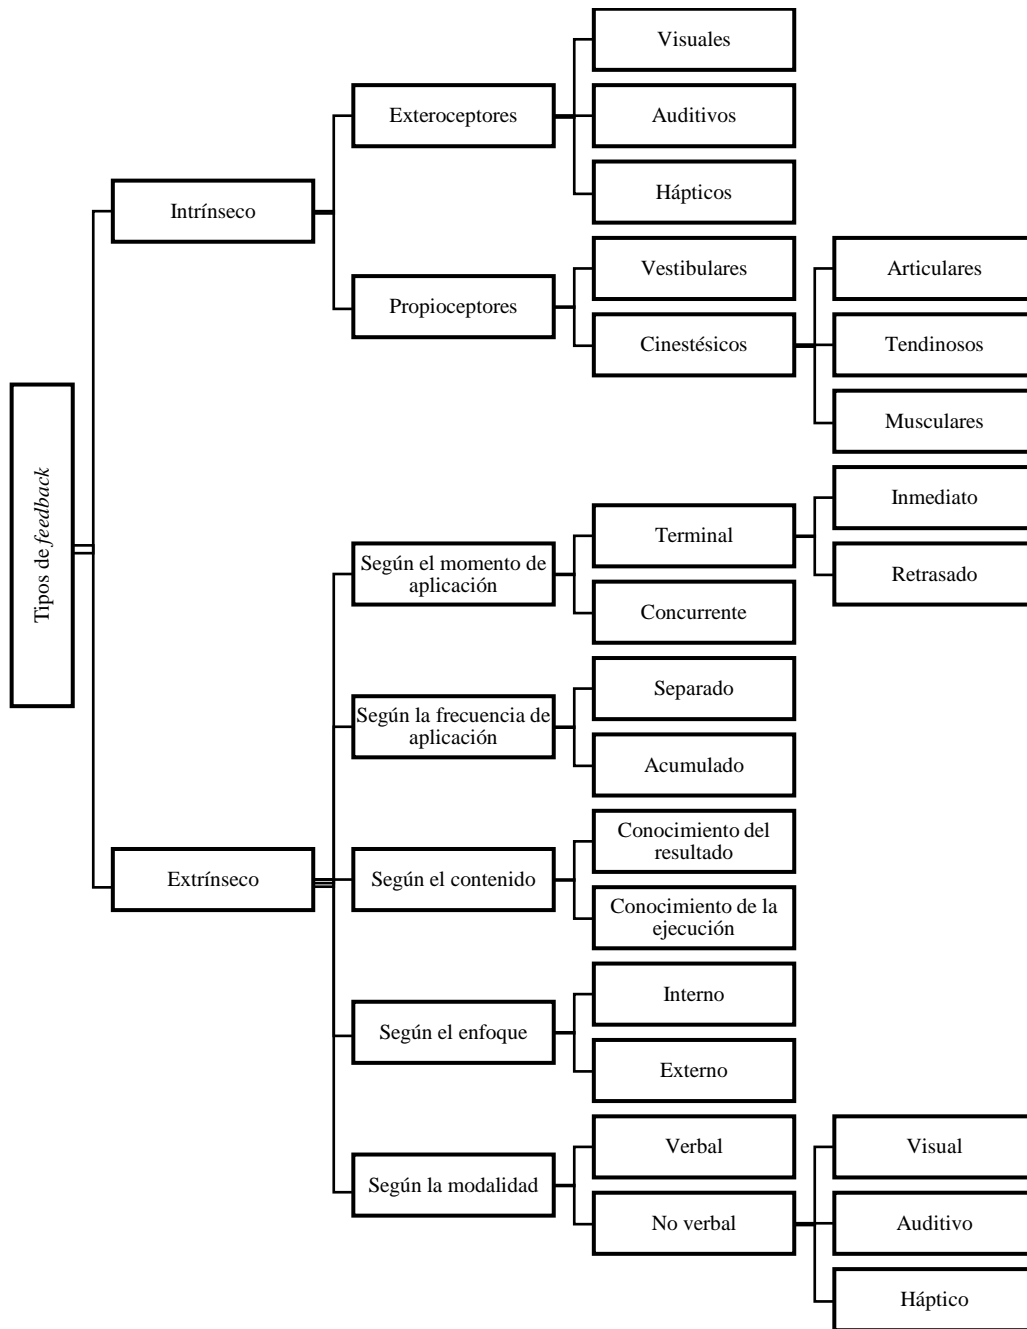 Tipos de feedback
Intrínseco
Exteroceptores
Visuales
Auditivos
Hápticos
Propioceptores
Vestibulares
Cinestésicos
Articulares
Tendinosos
Musculares
Extrínseco
Según el momento de
aplicación
Terminal
Inmediato
Retrasado
Concurrente
Según la frecuencia de
aplicación
Separado
Acumulado
Según el contenido
Conocimiento del
resultado
Conocimiento de la
ejecución
Según el enfoque
Interno
Externo
Según la modalidad
Verbal
No verbal
Visual
Auditivo
Háptico